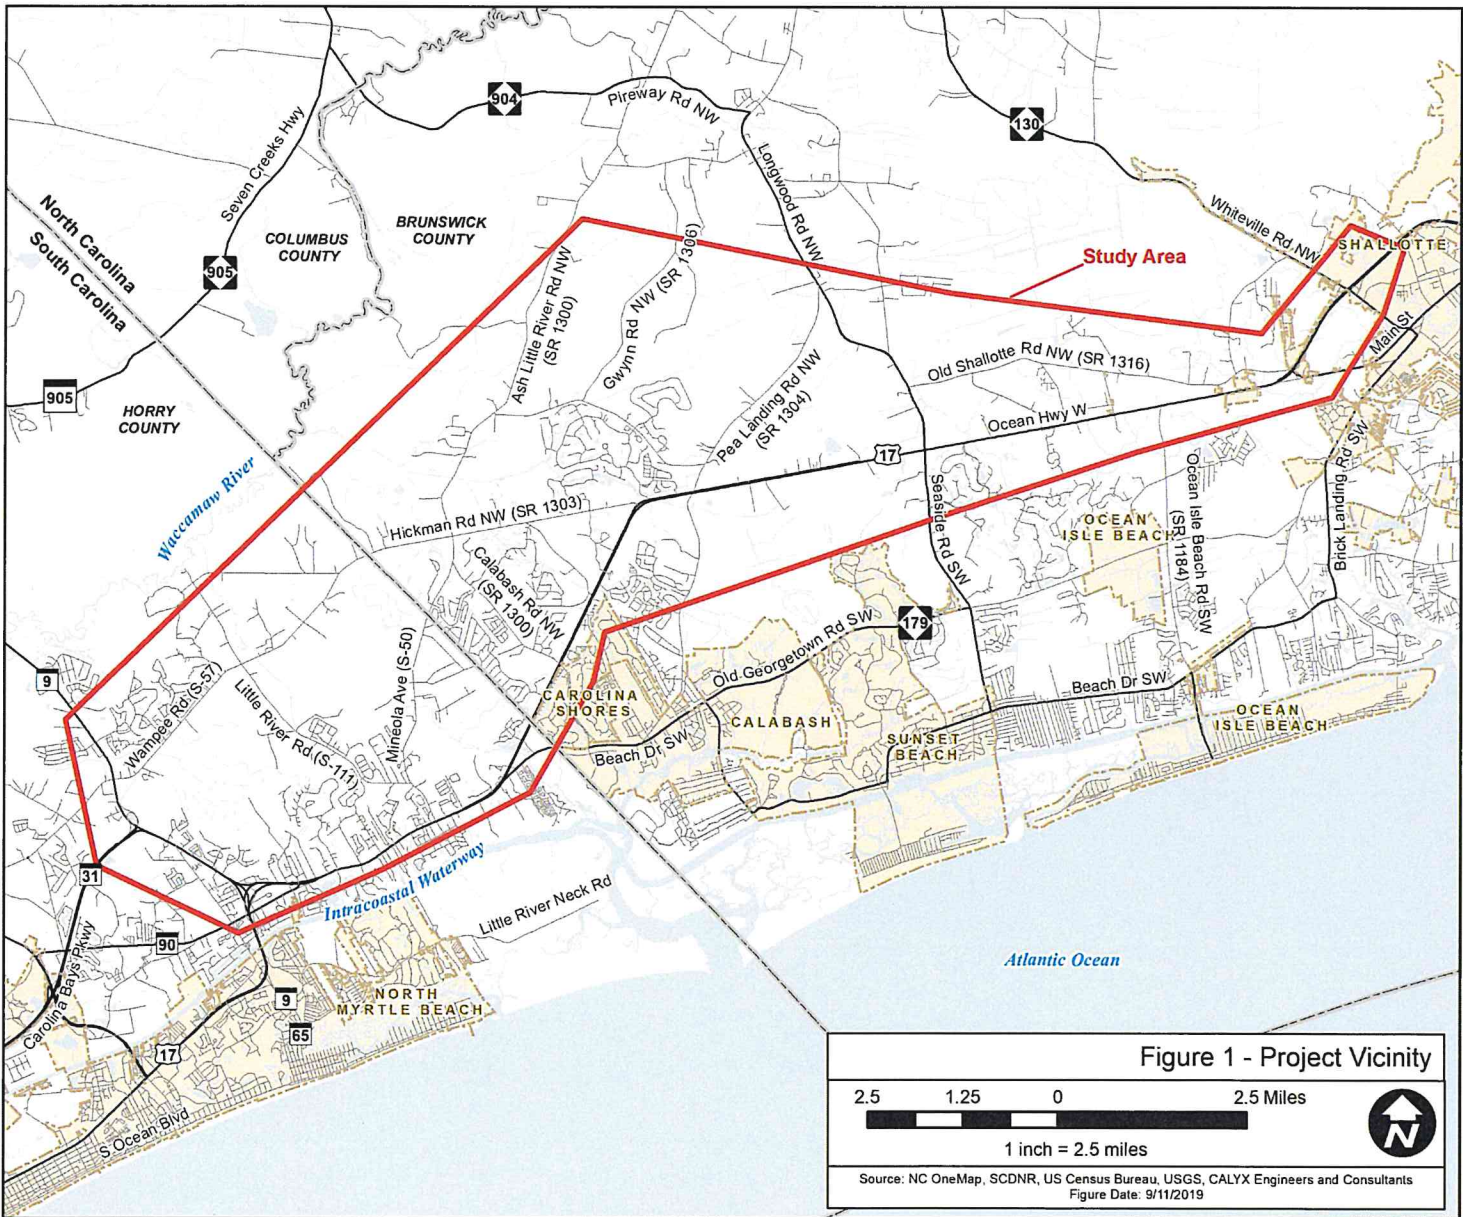 904
Pireway Rd NW
130
Seven Creeks Hwy
Longwood Rd NW
North Carolina
South Carolina
COLUMBUS
COUNTY
BRUNSWICK
COUNTY
Whiteville Rd NW
SHALLOTTE
905
Study Area
Ash Little River Rd NW
(SR 1300)
Gwynn Rd NW (SR 1306)
Main St
905
HORRY
COUNTY
Old Shallotte Rd NW (SR 1316)
Pea Landing Rd NW
(SR 1304)
Ocean Hwy W
17
Waccamaw River
Hickman Rd NW (SR 1303)
Seaside Rd SW
Ocean Isle Beach Rd SW
(SR 1184)
Brick Landing Rd SW
OCEAN
ISLE BEACH
Calabash Rd NW
(SR 1300)
179
Old Georgetown Rd SW
9
Wampee Rd (S-57)
Little River Rd (S-111)
Mineola Ave (S-50)
CAROLINA
SHORES
Beach Dr SW
CALABASH
Beach Dr SW
SUNSET
BEACH
OCEAN
ISLE BEACH
31
Intracoastal Waterway
Little River Neck Rd
90
Carolina Bays Pkwy
Atlantic Ocean
9
NORTH
MYRTLE BEACH
65
17
S Ocean Blvd
Figure 1 - Project Vicinity
2.5 1.25 0 2.5 Miles
1 inch = 2.5 miles
N
Source: NC OneMap, SCDNR, US Census Bureau, USGS, CALYX Engineers and Consultants
Figure Date: 9/11/2019